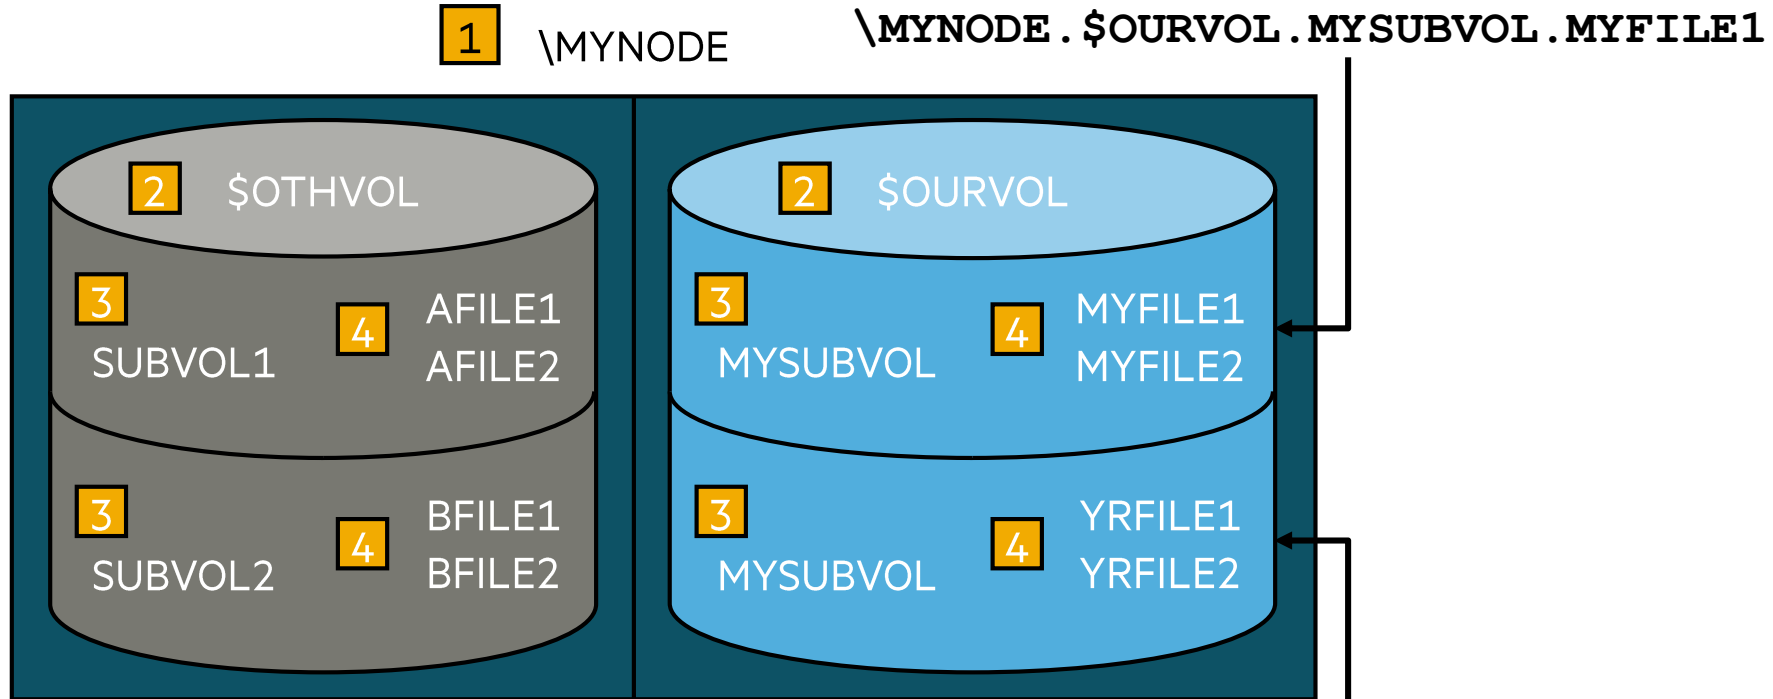 1 \MYNODE
\MYNODE.$OURVOL.MYSUBVOL.MYFILE1
2 $OTHVOL
3
SUBVOL1
4
AFILE1
AFILE2
3
SUBVOL2
4
BFILE1
BFILE2
2 $OURVOL
3
MYSUBVOL
4
MYFILE1
MYFILE2
3
MYSUBVOL
4
YRFILE1
YRFILE2